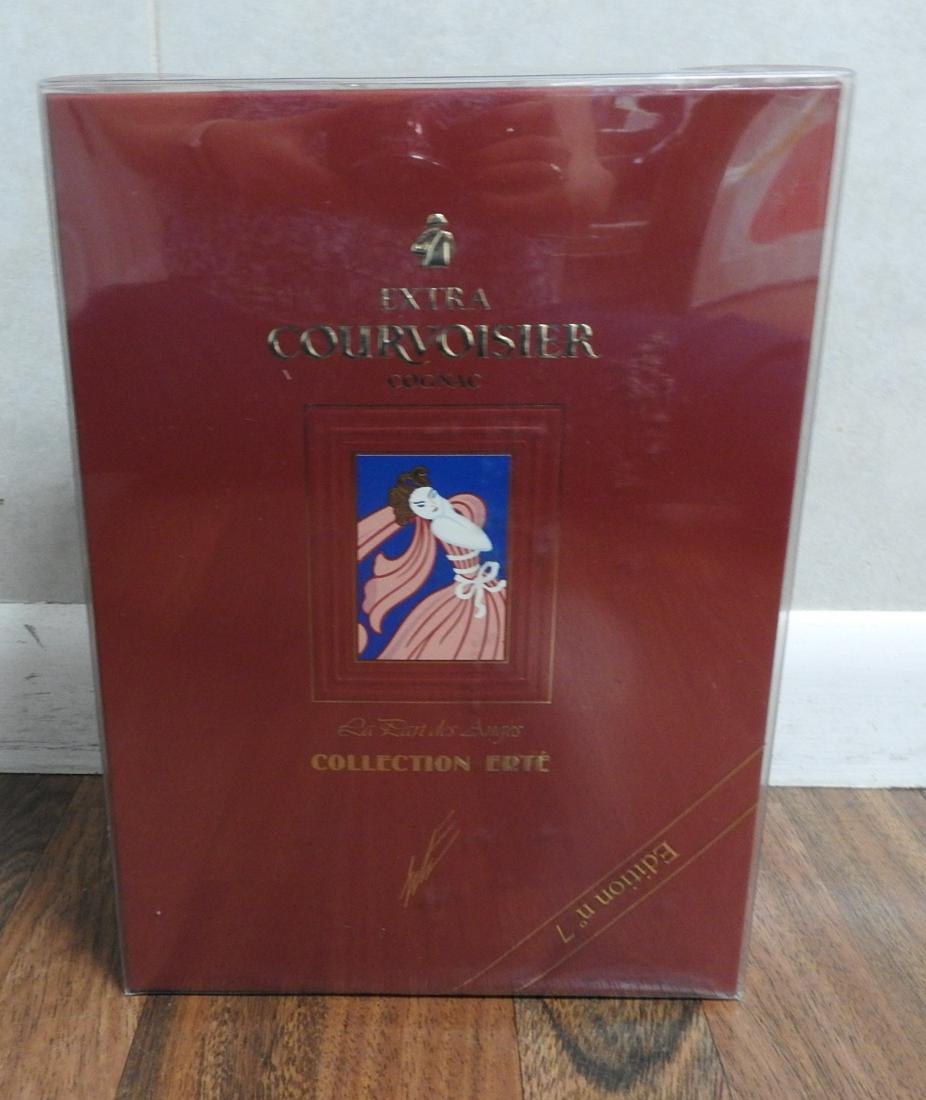 EXTRA
COURVOISIER
COGNAC
La Part des Anges
COLLECTION ERTÉ
Edition n° 7